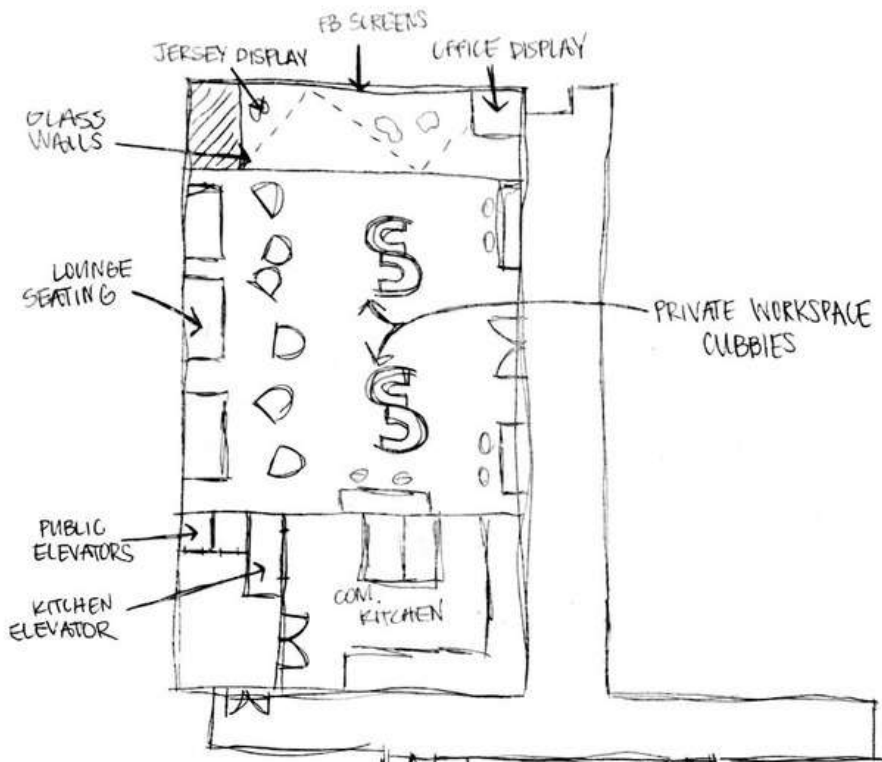 FB SCREENS
JERSEY DISPLAY
OFFICE DISPLAY
GLASS
WALLS
LOUNGE
SEATING
PRIVATE WORKSPACE
CUBBIES
PUBLIC
ELEVATORS
KITCHEN
ELEVATOR
COM.
KITCHEN